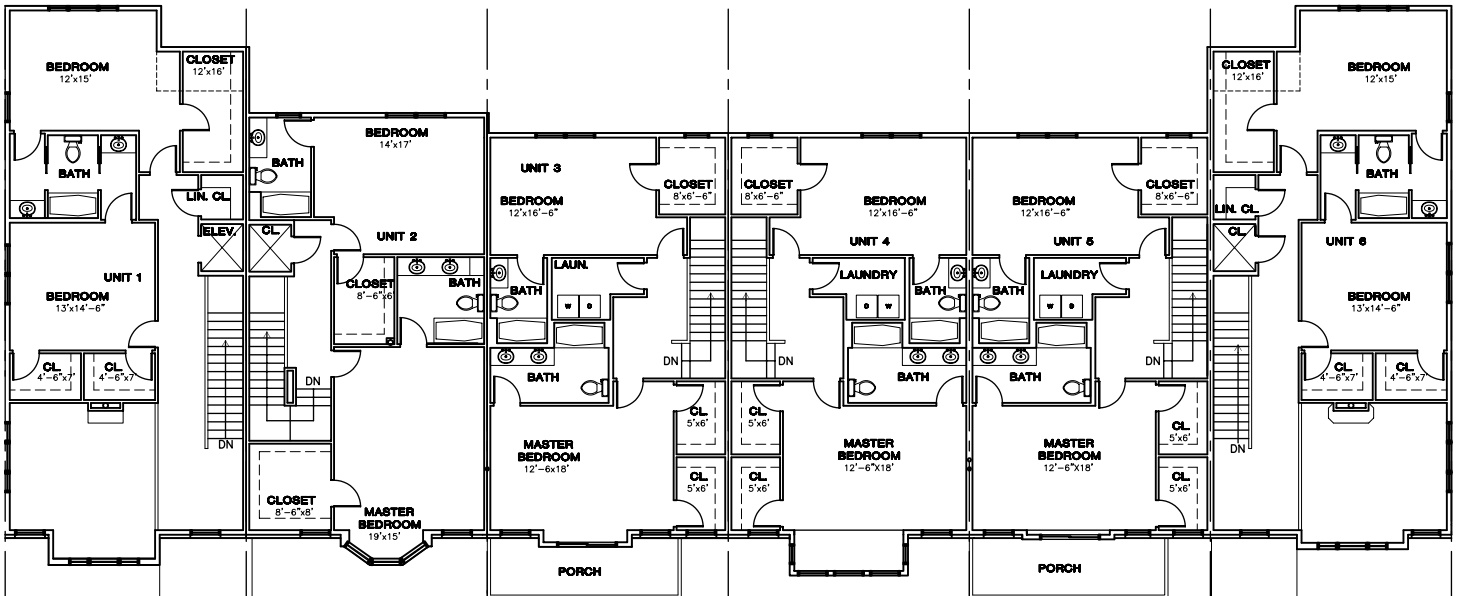 BEDROOM
12'x15'
CLOSET
12'x16'
BATH
LIN. CL.
ELEV.
UNIT 1
BEDROOM
13'x14'-6"
CL.
4'-6"x7'
CL.
4'-6"x7'
DN
BATH
BEDROOM
14'x17'
UNIT 2
CL.
CLOSET
8'-6"x6'
BATH
DN
CLOSET
8'-6"x8'
MASTER
BEDROOM
19'x15'
UNIT 3
BEDROOM
12'x16'-6"
CLOSET
8'x6'-6"
BATH
LAUN.
W
D
DN
BATH
MASTER
BEDROOM
12'-6x18'
CL.
5'x6'
CL.
5'x6'
PORCH
CLOSET
8'x6'-6"
BEDROOM
12'x16'-6"
UNIT 4
LAUNDRY
D
W
BATH
DN
BATH
CL.
5'x6'
CL.
5'x6'
MASTER
BEDROOM
12'-6"X18'
BEDROOM
12'x16'-6"
UNIT 5
CLOSET
8'x6'-6"
BATH
LAUNDRY
W
D
DN
BATH
MASTER
BEDROOM
12'-6"X18'
CL.
5'x6'
CL.
5'x6'
PORCH
CLOSET
12'x16'
BEDROOM
12'x15'
BATH
LIN. CL.
CL.
UNIT 6
BEDROOM
13'x14'-6"
CL.
4'-6"x7'
CL.
4'-6"x7'
DN